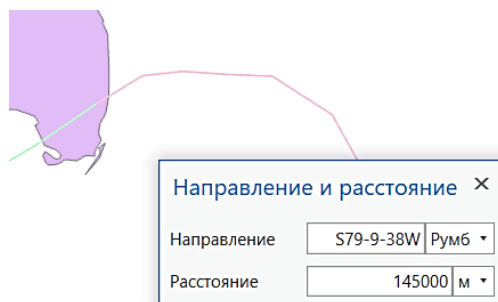 Направление и расстояние ×
Направление S79-9-38W Румб
Расстояние 145000 м